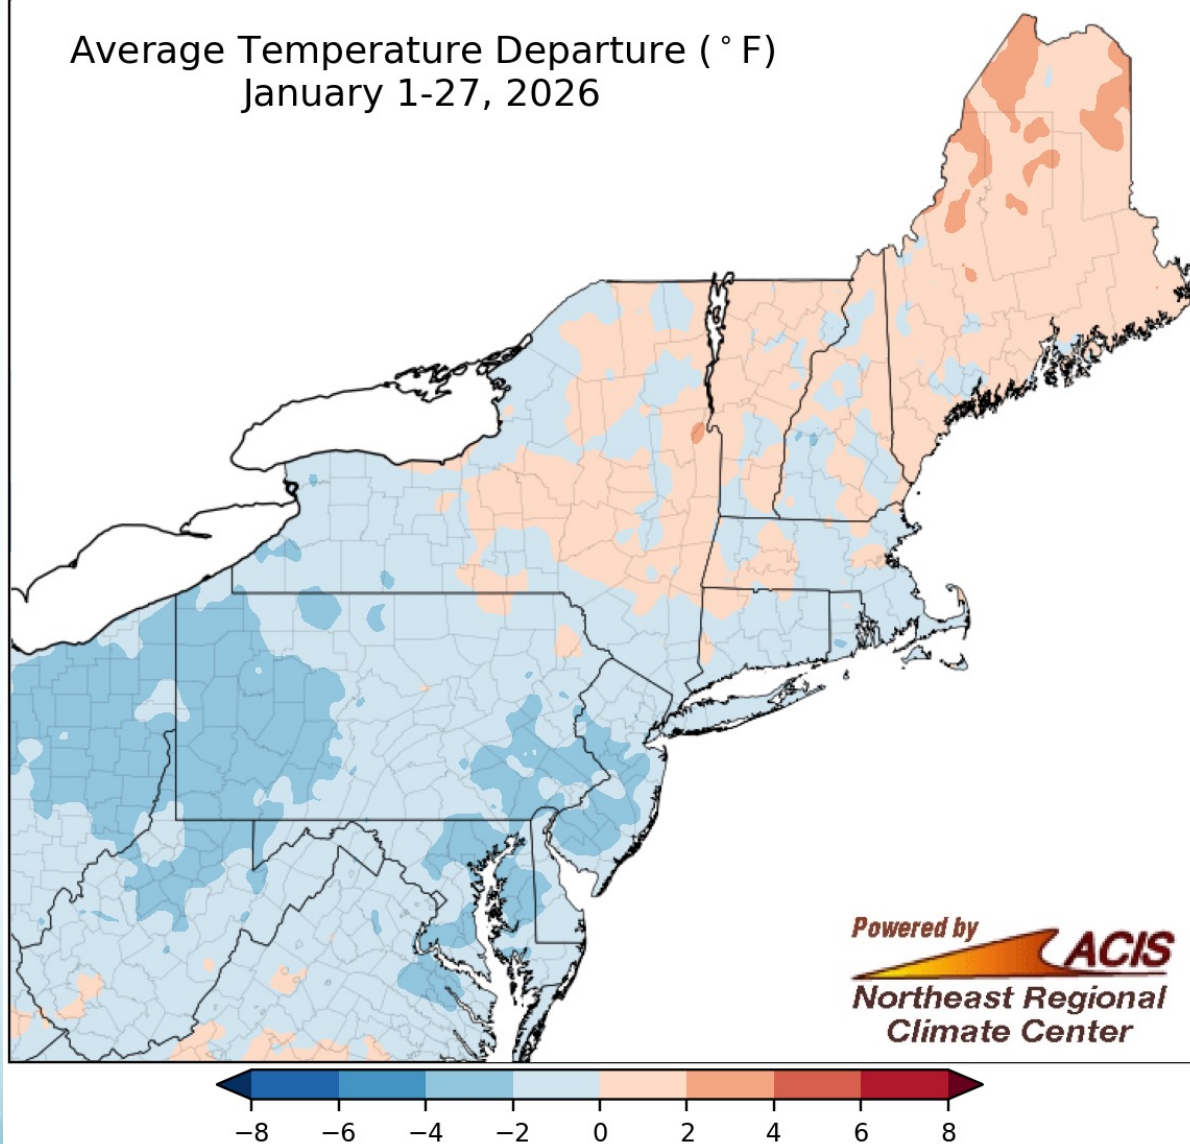 Average Temperature Departure (°F)
January 1-27, 2026
Powered by
ACIS
Northeast Regional
Climate Center
−8 −6 −4 −2 0 2 4 6 8